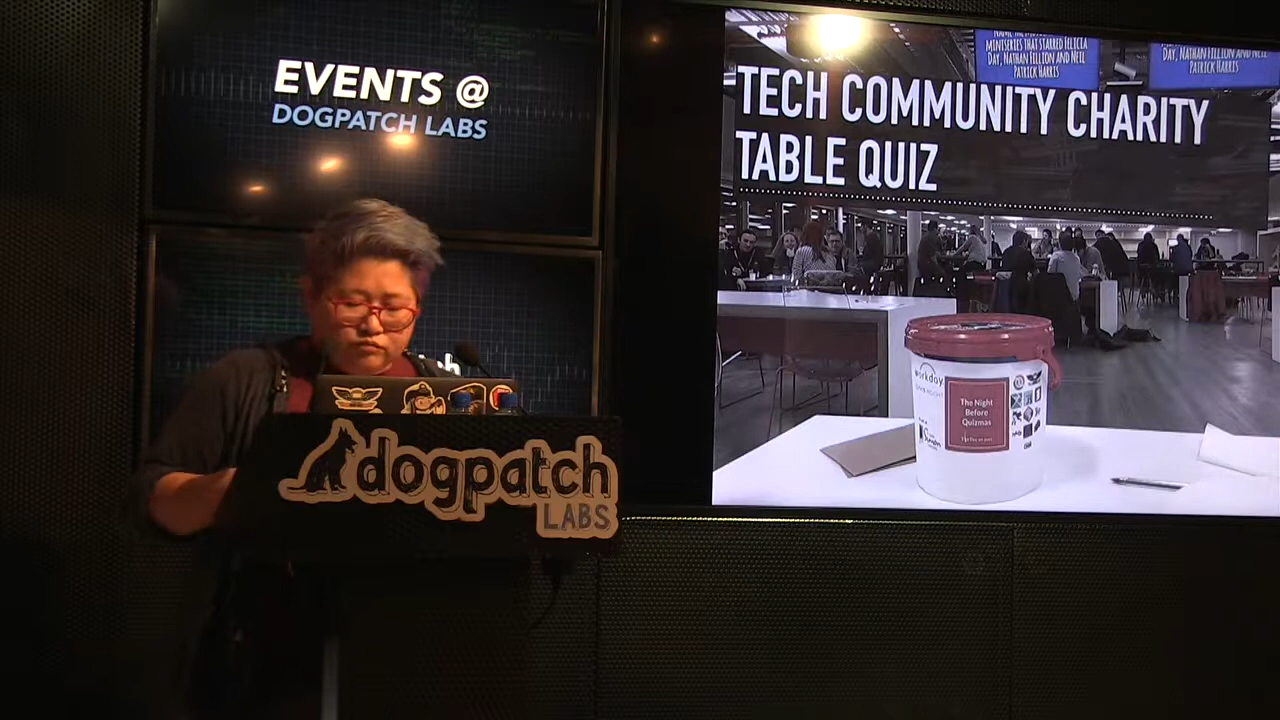 EVENTS @
DOGPATCH LABS
MINISERIES THAT STARRED FELICIA
DAY, NATHAN FILLION AND NEIL
PATRICK HARRIS
DAY, NATHAN FILLION AND NEIL
PATRICK HARRIS
TECH COMMUNITY CHARITY
TABLE QUIZ
workday
The Night
Before
Quizmas
dogpatch
LABS